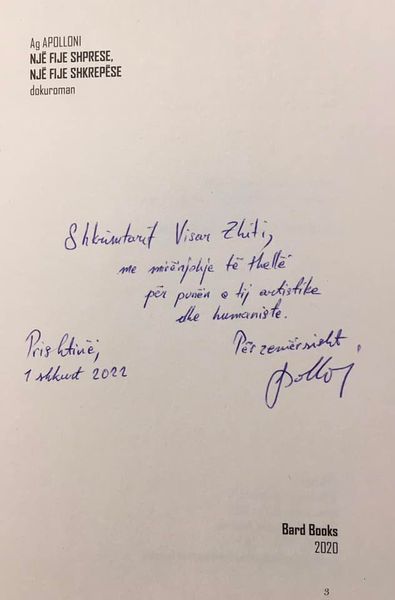 Ag APOLLONI
NJË FIJE SHPRESE,
NJË FIJE SHKREPËSE
dokuroman
Shkrimtarit Visar Zhiti,
me mirënjohje të thellë
për punën e tij artistike
dhe humaniste.
Prishtinë,
1 shkurt 2022
Përzemërsisht,
Apolloni
Bard Books
2020
3